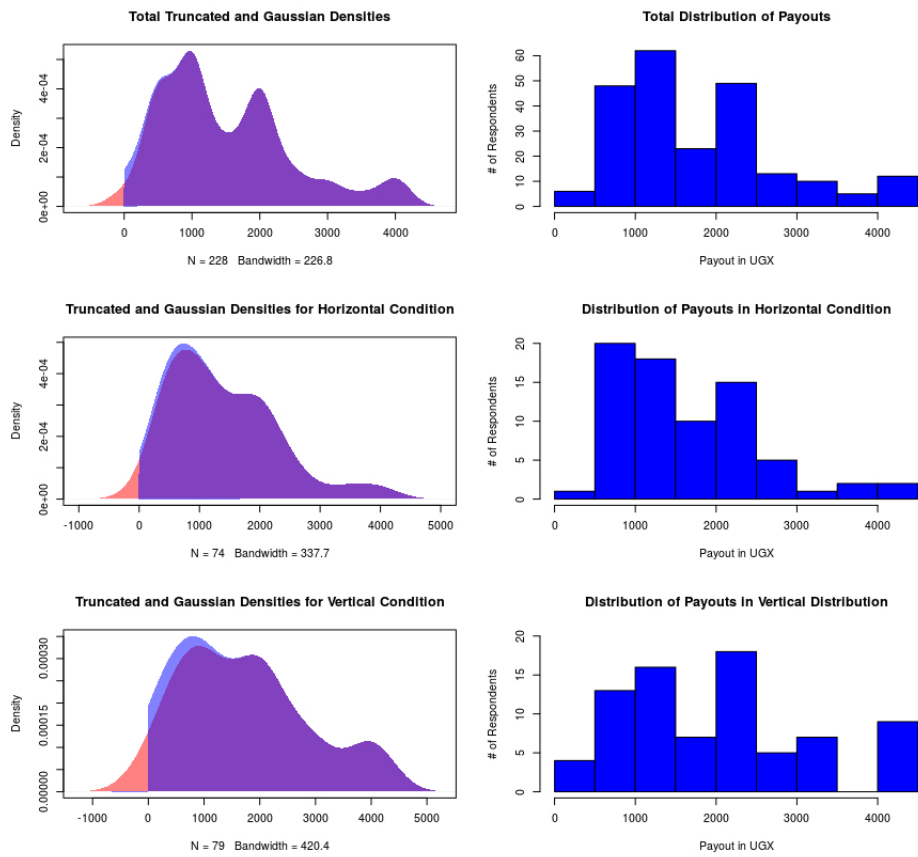 Total Truncated and Gaussian Densities
Density
0e+00 2e-04 4e-04
0 1000 2000 3000 4000
N = 228 Bandwidth = 226.8
Total Distribution of Payouts
# of Respondents
0 10 20 30 40 50 60
0 1000 2000 3000 4000
Payout in UGX
Truncated and Gaussian Densities for Horizontal Condition
Density
0e+00 2e-04 4e-04
-1000 0 1000 2000 3000 4000 5000
N = 74 Bandwidth = 337.7
Distribution of Payouts in Horizontal Condition
# of Respondents
0 5 10 15 20
0 1000 2000 3000 4000
Payout in UGX
Truncated and Gaussian Densities for Vertical Condition
Density
0.00000 0.00015 0.00030
-1000 0 1000 2000 3000 4000 5000
N = 79 Bandwidth = 420.4
Distribution of Payouts in Vertical Distribution
# of Respondents
0 5 10 15 20
0 1000 2000 3000 4000
Payout in UGX